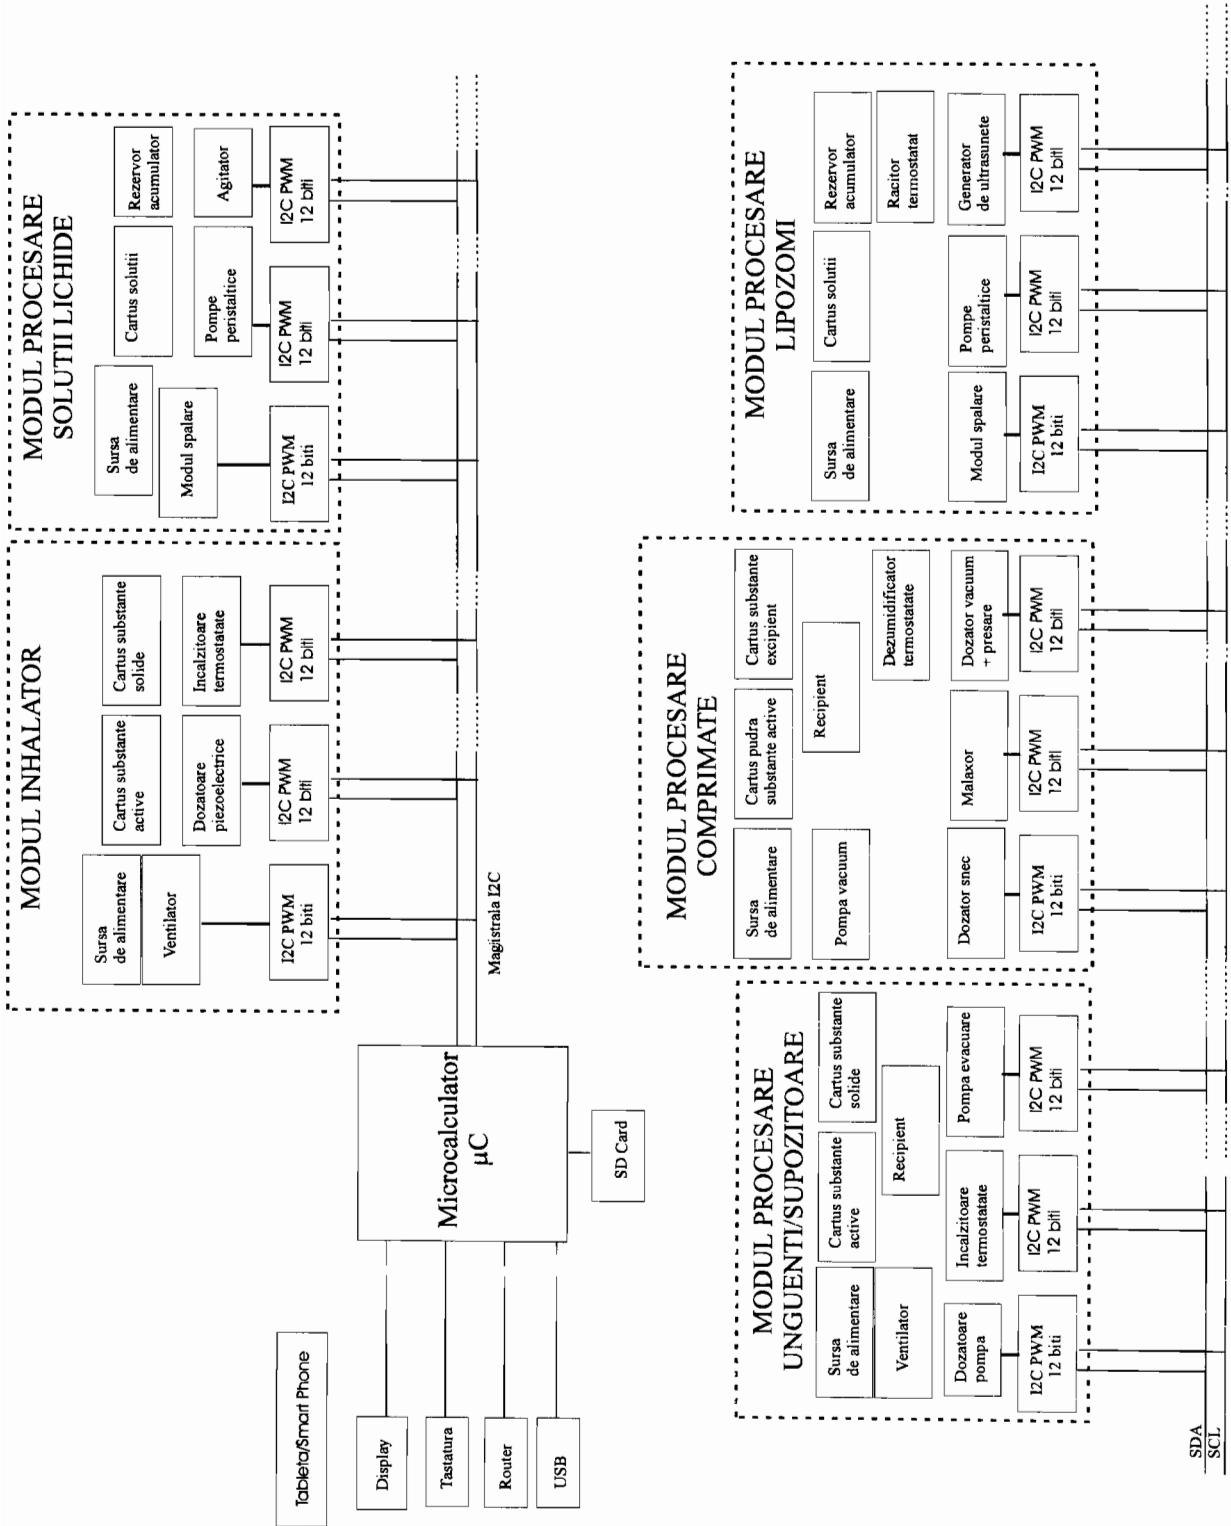 Tableta/Smart Phone
Display
Tastatura
Router
USB
Microcalculator
µC
SD Card
Magistrala I2C
MODUL INHALATOR
Sursa
de alimentare
Ventilator
Cartus substante
active
Dozatoare
piezoelectrice
Cartus substante
solide
Incalzitoare
termostatate
I2C PWM
12 biti
I2C PWM
12 biti
I2C PWM
12 biti
MODUL PROCESARE
SOLUTII LICHIDE
Sursa
de alimentare
Modul spalare
Cartus solutii
Pompe
peristaltice
Rezervor
acumulator
Agitator
I2C PWM
12 biti
I2C PWM
12 biti
I2C PWM
12 biti
MODUL PROCESARE
UNGUENTI/SUPOZITOARE
Sursa
de alimentare
Ventilator
Cartus substante
active
Cartus substante
solide
Recipient
Dozatoare
pompa
Incalzitoare
termostatate
Pompa evacuare
I2C PWM
12 biti
I2C PWM
12 biti
I2C PWM
12 biti
MODUL PROCESARE
COMPRIMATE
Sursa
de alimentare
Cartus pudra
substante active
Cartus substante
excipient
Pompa vacuum
Recipient
Dezumidificator
termostatate
Dozator snec
Malaxor
Dozator vacuum
+ presare
I2C PWM
12 biti
I2C PWM
12 biti
I2C PWM
12 biti
MODUL PROCESARE
LIPOZOMI
Sursa
de alimentare
Cartus solutii
Rezervor
acumulator
Racitor
termostatat
Modul spalare
Pompe
peristaltice
Generator
de ultrasunete
I2C PWM
12 biti
I2C PWM
12 biti
I2C PWM
12 biti
SDA
SCL